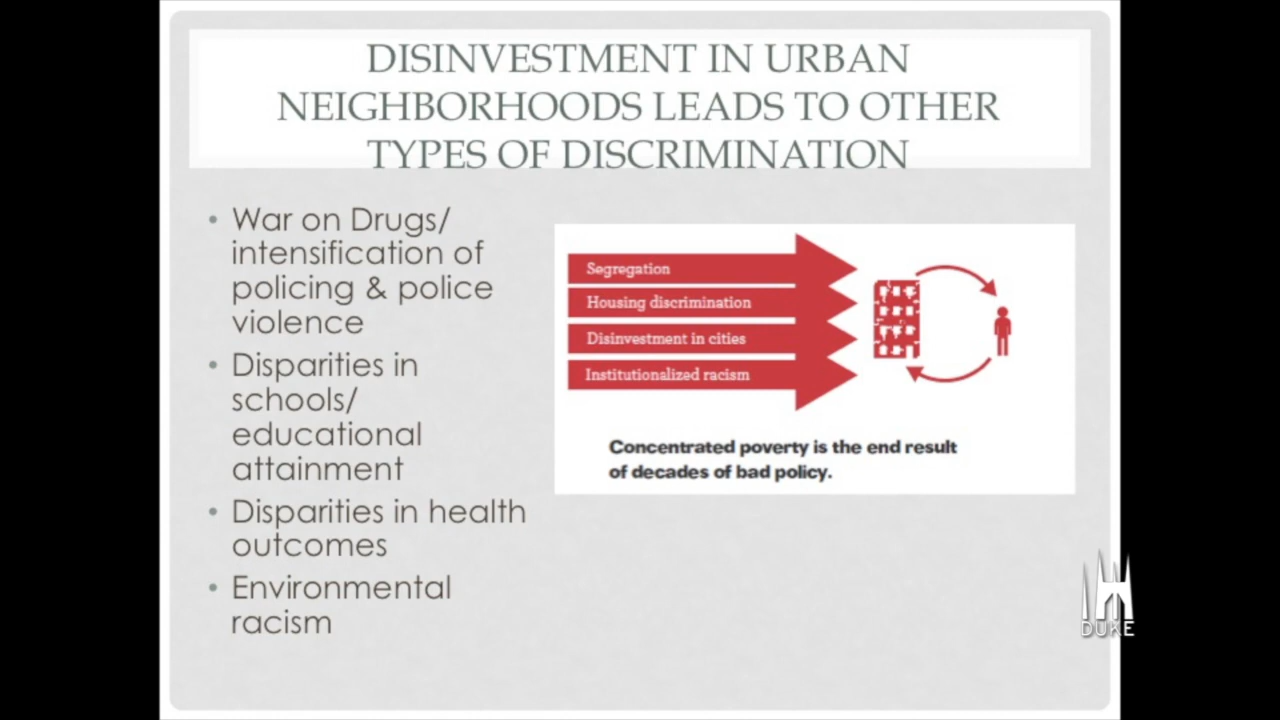 DISINVESTMENT IN URBAN
NEIGHBORHOODS LEADS TO OTHER
TYPES OF DISCRIMINATION
• War on Drugs/
intensification of
policing & police
violence
• Disparities in
schools/
educational
attainment
• Disparities in health
outcomes
• Environmental
racism
Segregation
Housing discrimination
Disinvestment in cities
Institutionalized racism
Concentrated poverty is the end result
of decades of bad policy.
DUKE